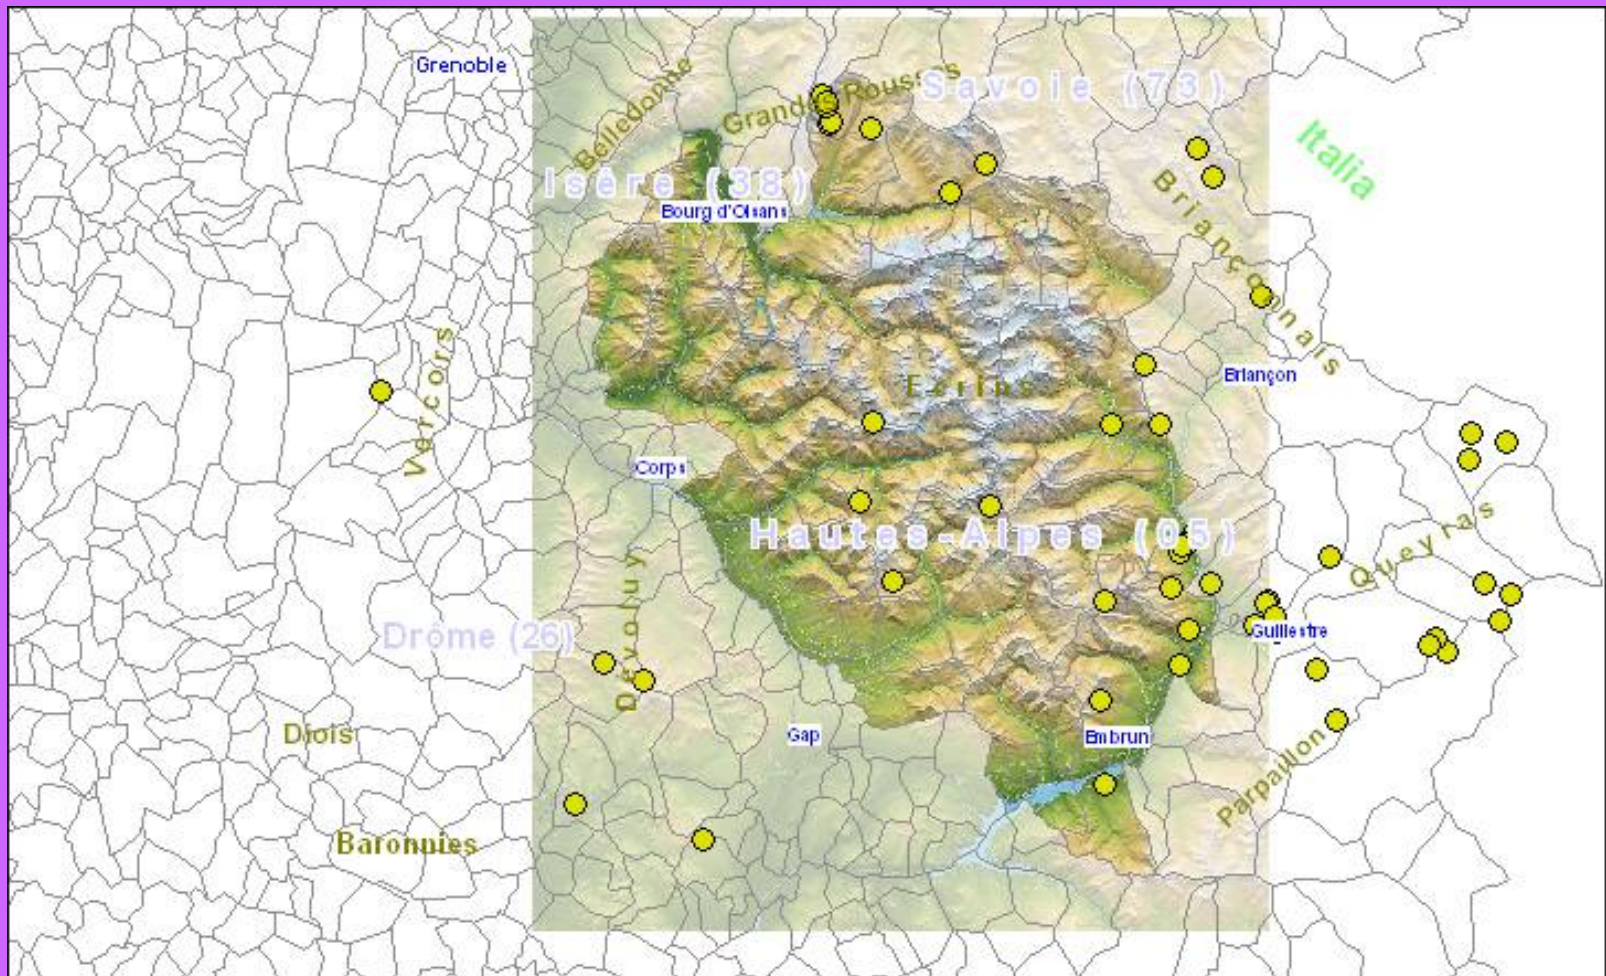 Grenoble
Belledonne
Grandes Rousses
Savoie (73)
Italia
Isère (38)
Bourg d'Oisans
Briançonnais
Vercors
Ecrins
Briançon
Corps
Hautes-Alpes (05)
Queyras
Dévoluy
Drôme (26)
Guillestre
Diois
Gap
Embrun
Parpaillon
Baronnies